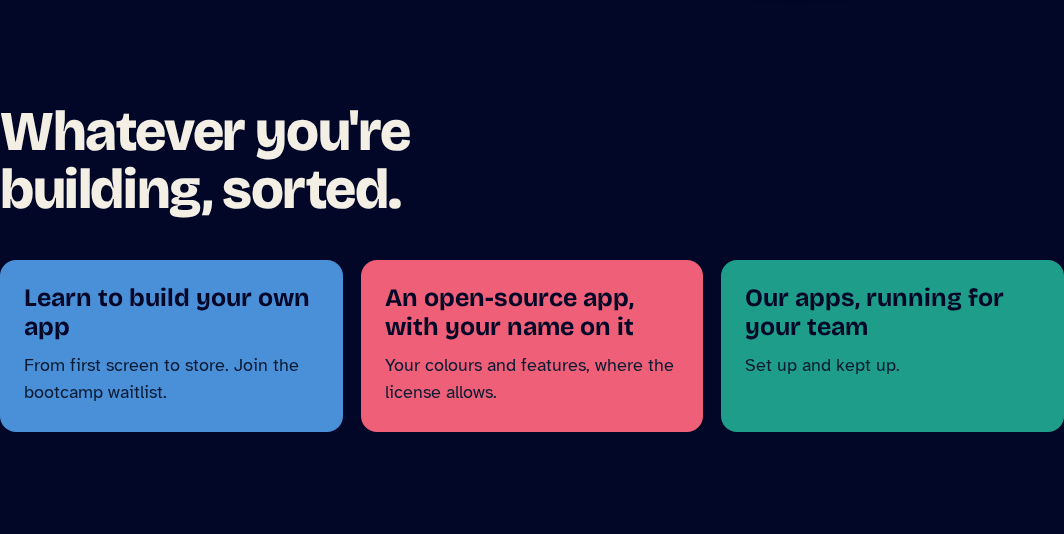 Whatever you're
building, sorted.
Learn to build your own
app
From first screen to store. Join the
bootcamp waitlist.
An open-source app,
with your name on it
Your colours and features, where the
license allows.
Our apps, running for
your team
Set up and kept up.